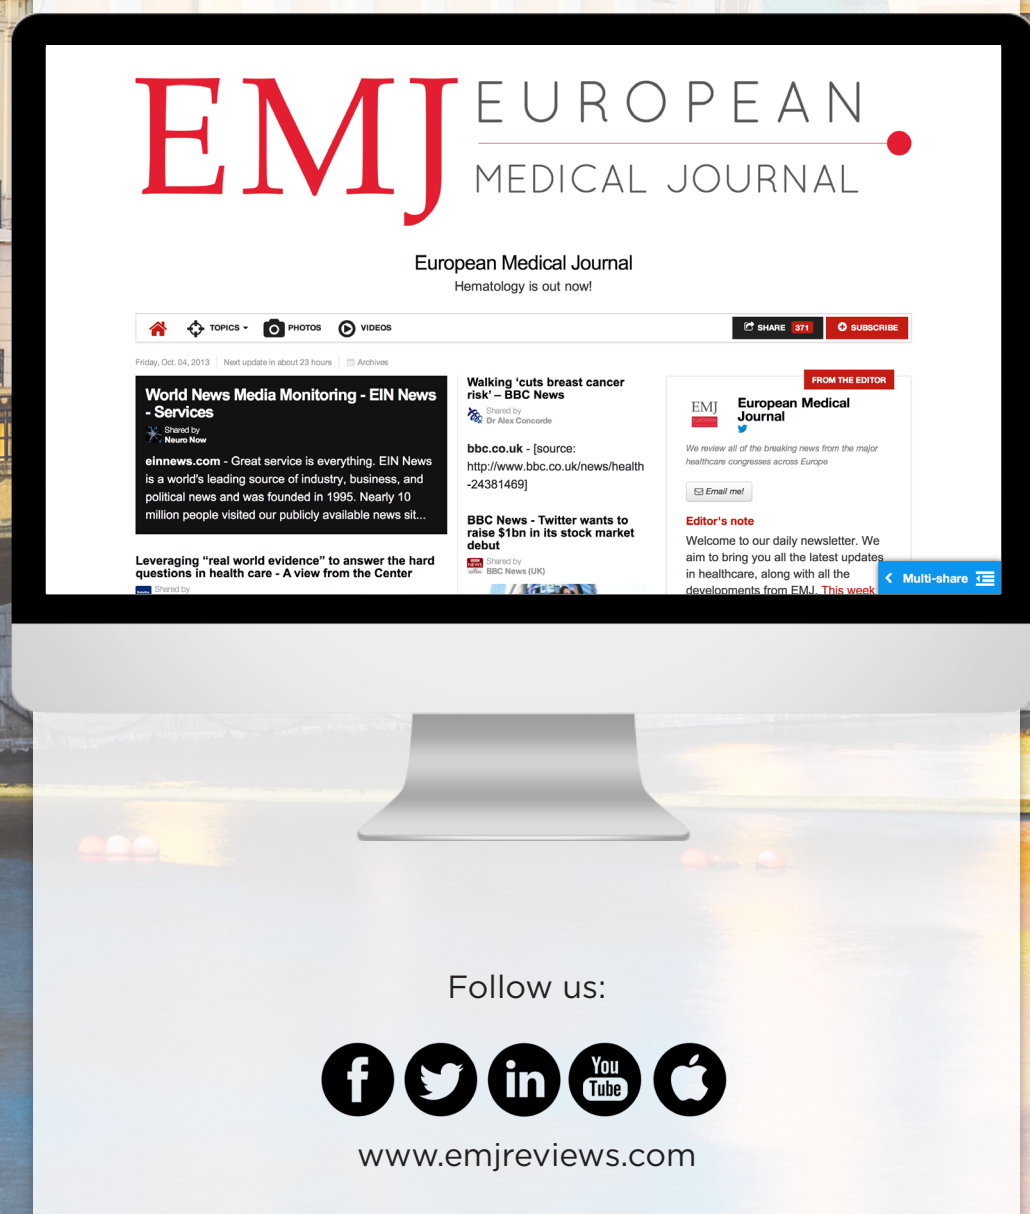 EMJ EUROPEAN
MEDICAL JOURNAL
European Medical Journal
Hematology is out now!
TOPICS PHOTOS VIDEOS SHARE 371 SUBSCRIBE
Friday, Oct. 04, 2013 Next update in about 23 hours Archives
World News Media Monitoring - EIN News
- Services
Shared by
Neuro Now
einnews.com - Great service is everything. EIN News
is a world's leading source of industry, business, and
political news and was founded in 1995. Nearly 10
million people visited our publicly available news sit...
Leveraging “real world evidence” to answer the hard
questions in health care - A view from the Center
Shared by
Walking ‘cuts breast cancer
risk’ – BBC News
Shared by
Dr Alex Concorde
bbc.co.uk - [source:
http://www.bbc.co.uk/news/health
-24381469]
BBC News - Twitter wants to
raise $1bn in its stock market
debut
BBC NEWS
Shared by
BBC News (UK)
FROM THE EDITOR
EMJ
European Medical
Journal
We review all of the breaking news from the major
healthcare congresses across Europe
Email me!
Editor's note
Welcome to our daily newsletter. We
aim to bring you all the latest updates
in healthcare, along with all the
developments from EMJ. This week
Multi-share
Follow us:
f in You Tube
www.emjreviews.com